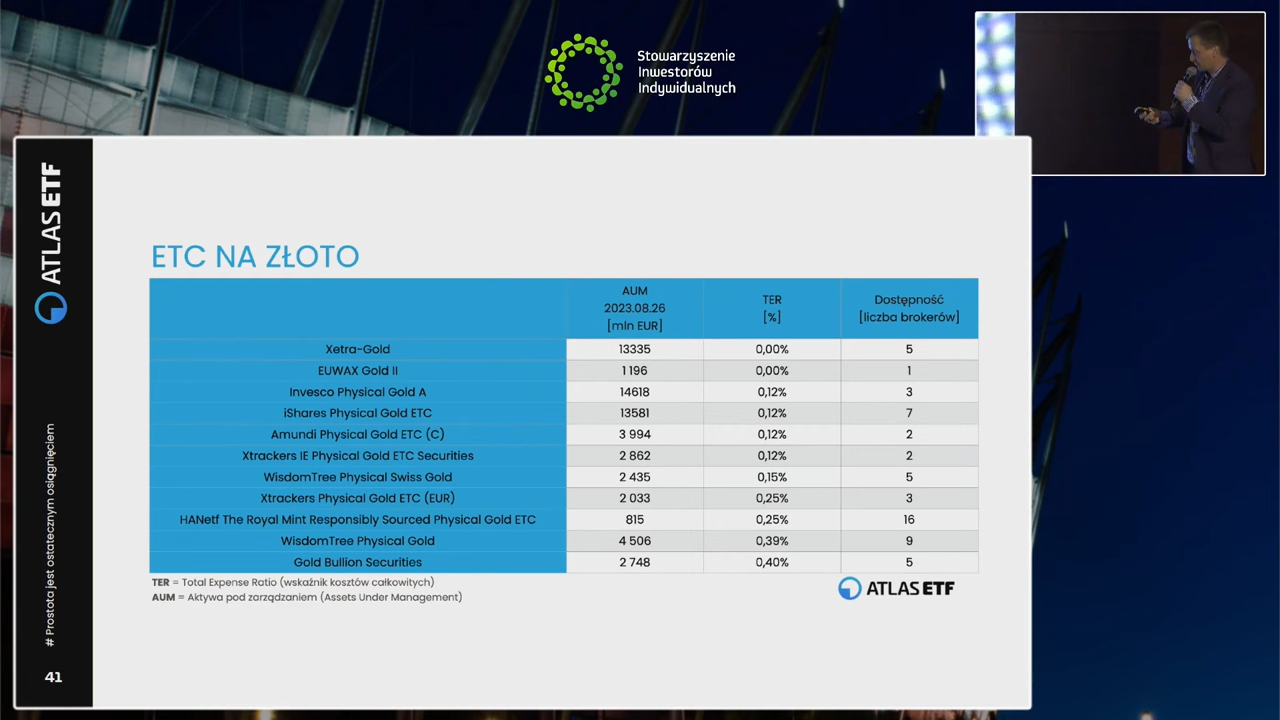 Stowarzyszenie
Inwestorów
Indywidualnych
ATLAS ETF
# Prostota jest ostatecznym osiągnięciem
41
ETC NA ZŁOTO
AUM
2023.08.26
[mln EUR]
TER
[%]
Dostępność
[liczba brokerów]
Xetra-Gold 13335 0,00% 5
EUWAX Gold II 1 196 0,00% 1
Invesco Physical Gold A 14618 0,12% 3
iShares Physical Gold ETC 13581 0,12% 7
Amundi Physical Gold ETC (C) 3 994 0,12% 2
Xtrackers IE Physical Gold ETC Securities 2 862 0,12% 2
WisdomTree Physical Swiss Gold 2 435 0,15% 5
Xtrackers Physical Gold ETC (EUR) 2 033 0,25% 3
HANetf The Royal Mint Responsibly Sourced Physical Gold ETC 815 0,25% 16
WisdomTree Physical Gold 4 506 0,39% 9
Gold Bullion Securities 2 748 0,40% 5
TER = Total Expense Ratio (wskaźnik kosztów całkowitych)
AUM = Aktywa pod zarządzaniem (Assets Under Management)
ATLAS ETF